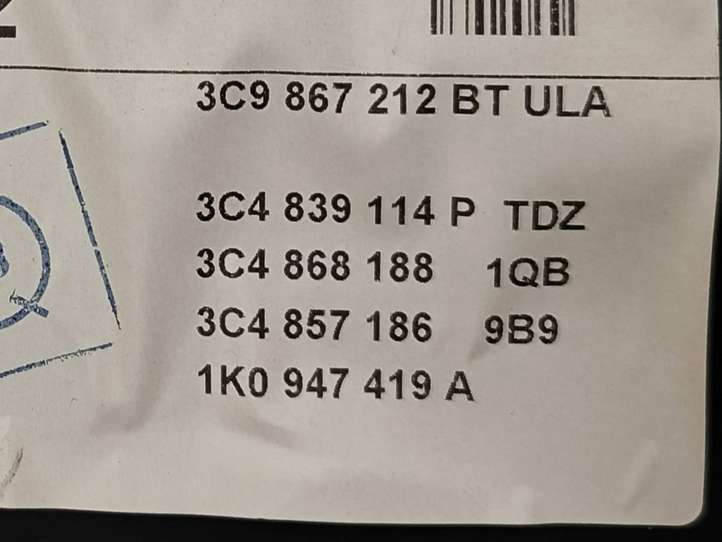 3C9 867 212 BT ULA
3C4 839 114 P TDZ
3C4 868 188 1QB
3C4 857 186 9B9
1K0 947 419 A